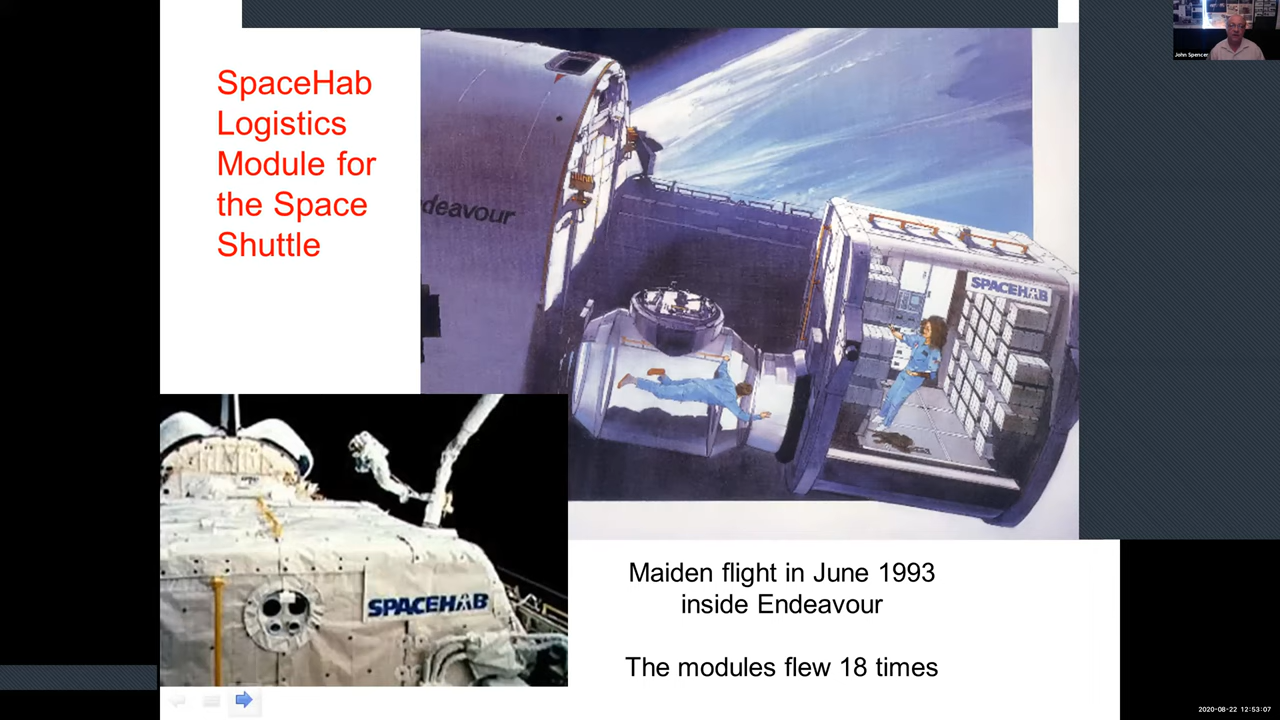 SpaceHab
Logistics
Module for
the Space
Shuttle
deavour
SPACEHAB
SPACEHAB
Maiden flight in June 1993
inside Endeavour
The modules flew 18 times
John Spencer
2020-08-22 12:53:07